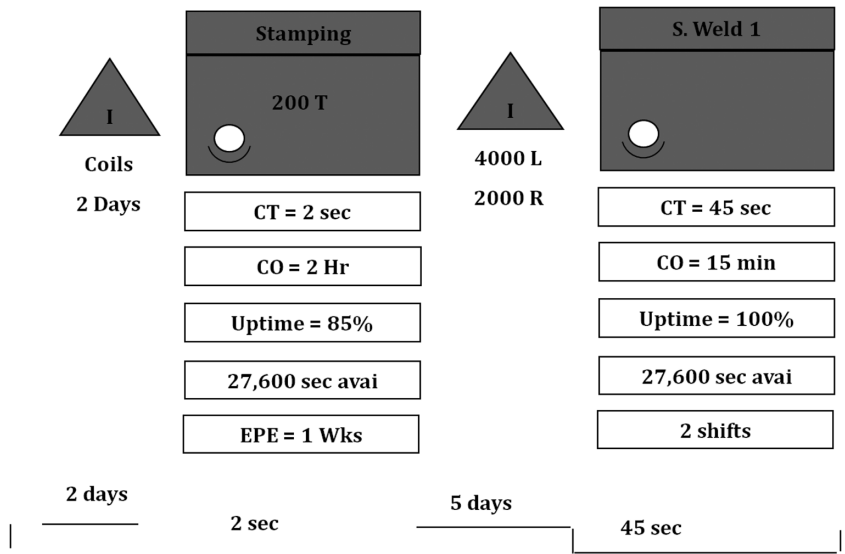 Stamping
200 T
I
Coils
2 Days
CT = 2 sec
CO = 2 Hr
Uptime = 85%
27,600 sec avai
EPE = 1 Wks
I
4000 L
2000 R
S. Weld 1
CT = 45 sec
CO = 15 min
Uptime = 100%
27,600 sec avai
2 shifts
2 days
2 sec
5 days
45 sec